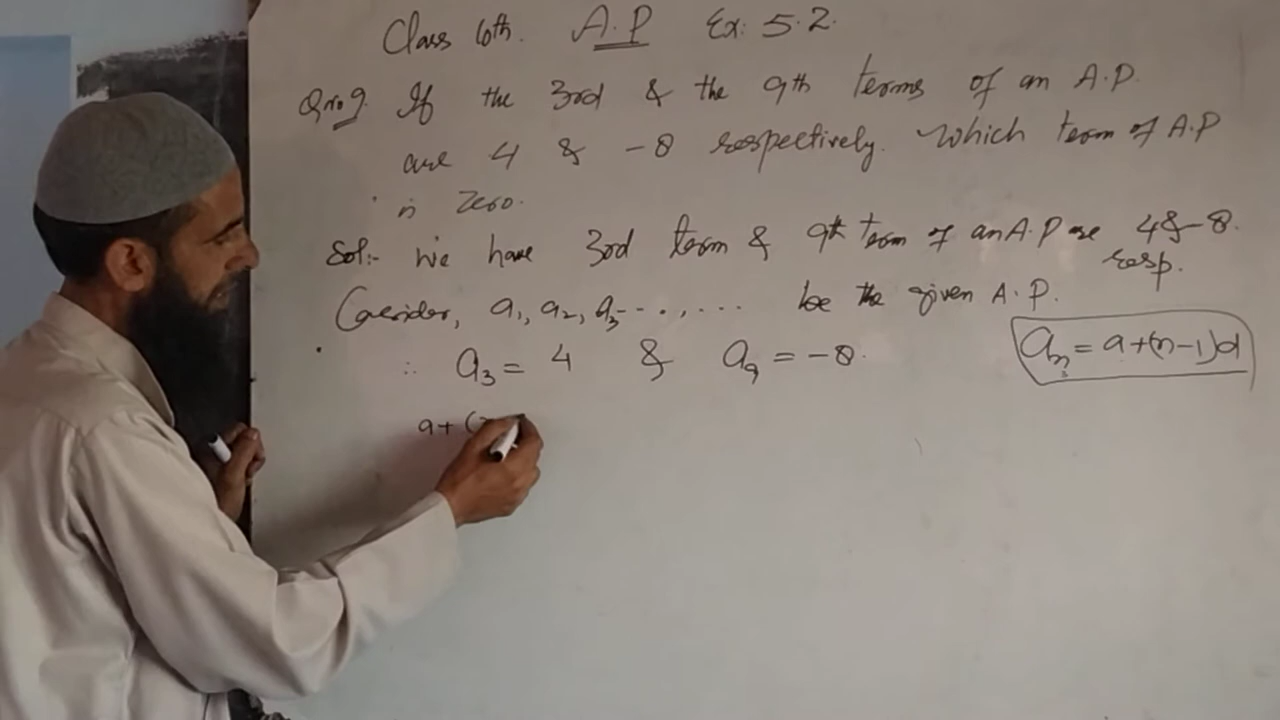 Class 10th. A.P Ex: 5.2.
Qno9. If the 3rd & the 9th terms of an A.P.
are 4 & -8 respectively. Which term of A.P
is zero.
Sol:- We have 3rd term & 9th term of an A.P are 4 & -8.
resp.
Consider, a₁, a₂, a₃- - . , . . . be the given A.P.
∴ a₃ = 4 & a₉ = -8.
aₙ = a+(n-1)d
a+(